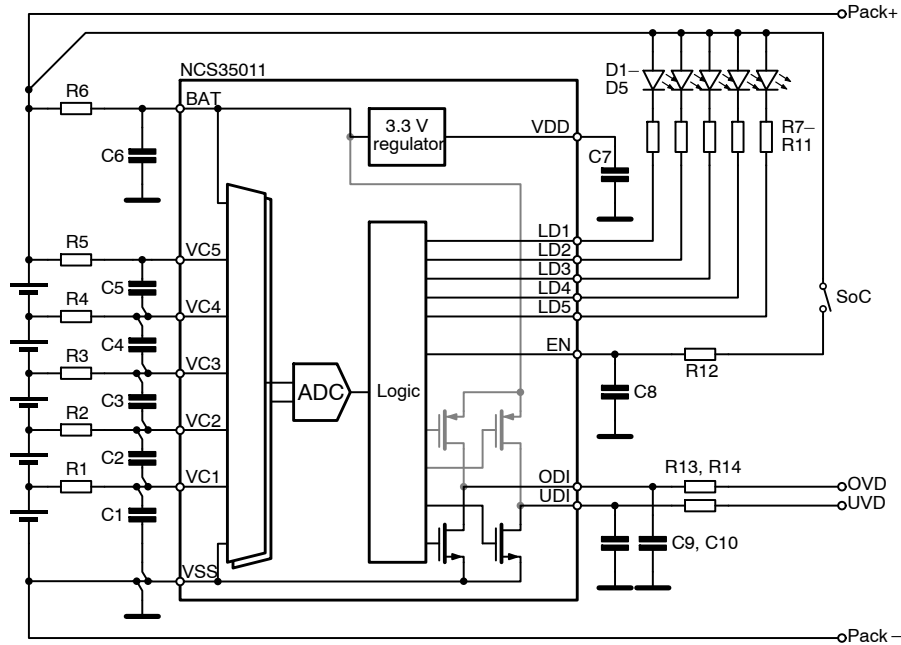 Pack+
NCS35011
D1–
D5
R6
BAT
3.3 V
regulator
VDD
R7–
R11
C6
C7
R5
VC5
LD1
LD2
LD3
LD4
LD5
C5
SoC
R4
VC4
EN
C4
R3
VC3
ADC
Logic
R12
C8
C3
R2
VC2
C2
R1
VC1
ODI
UDI
R13, R14
OVD
UVD
C1
C9, C10
VSS
Pack–